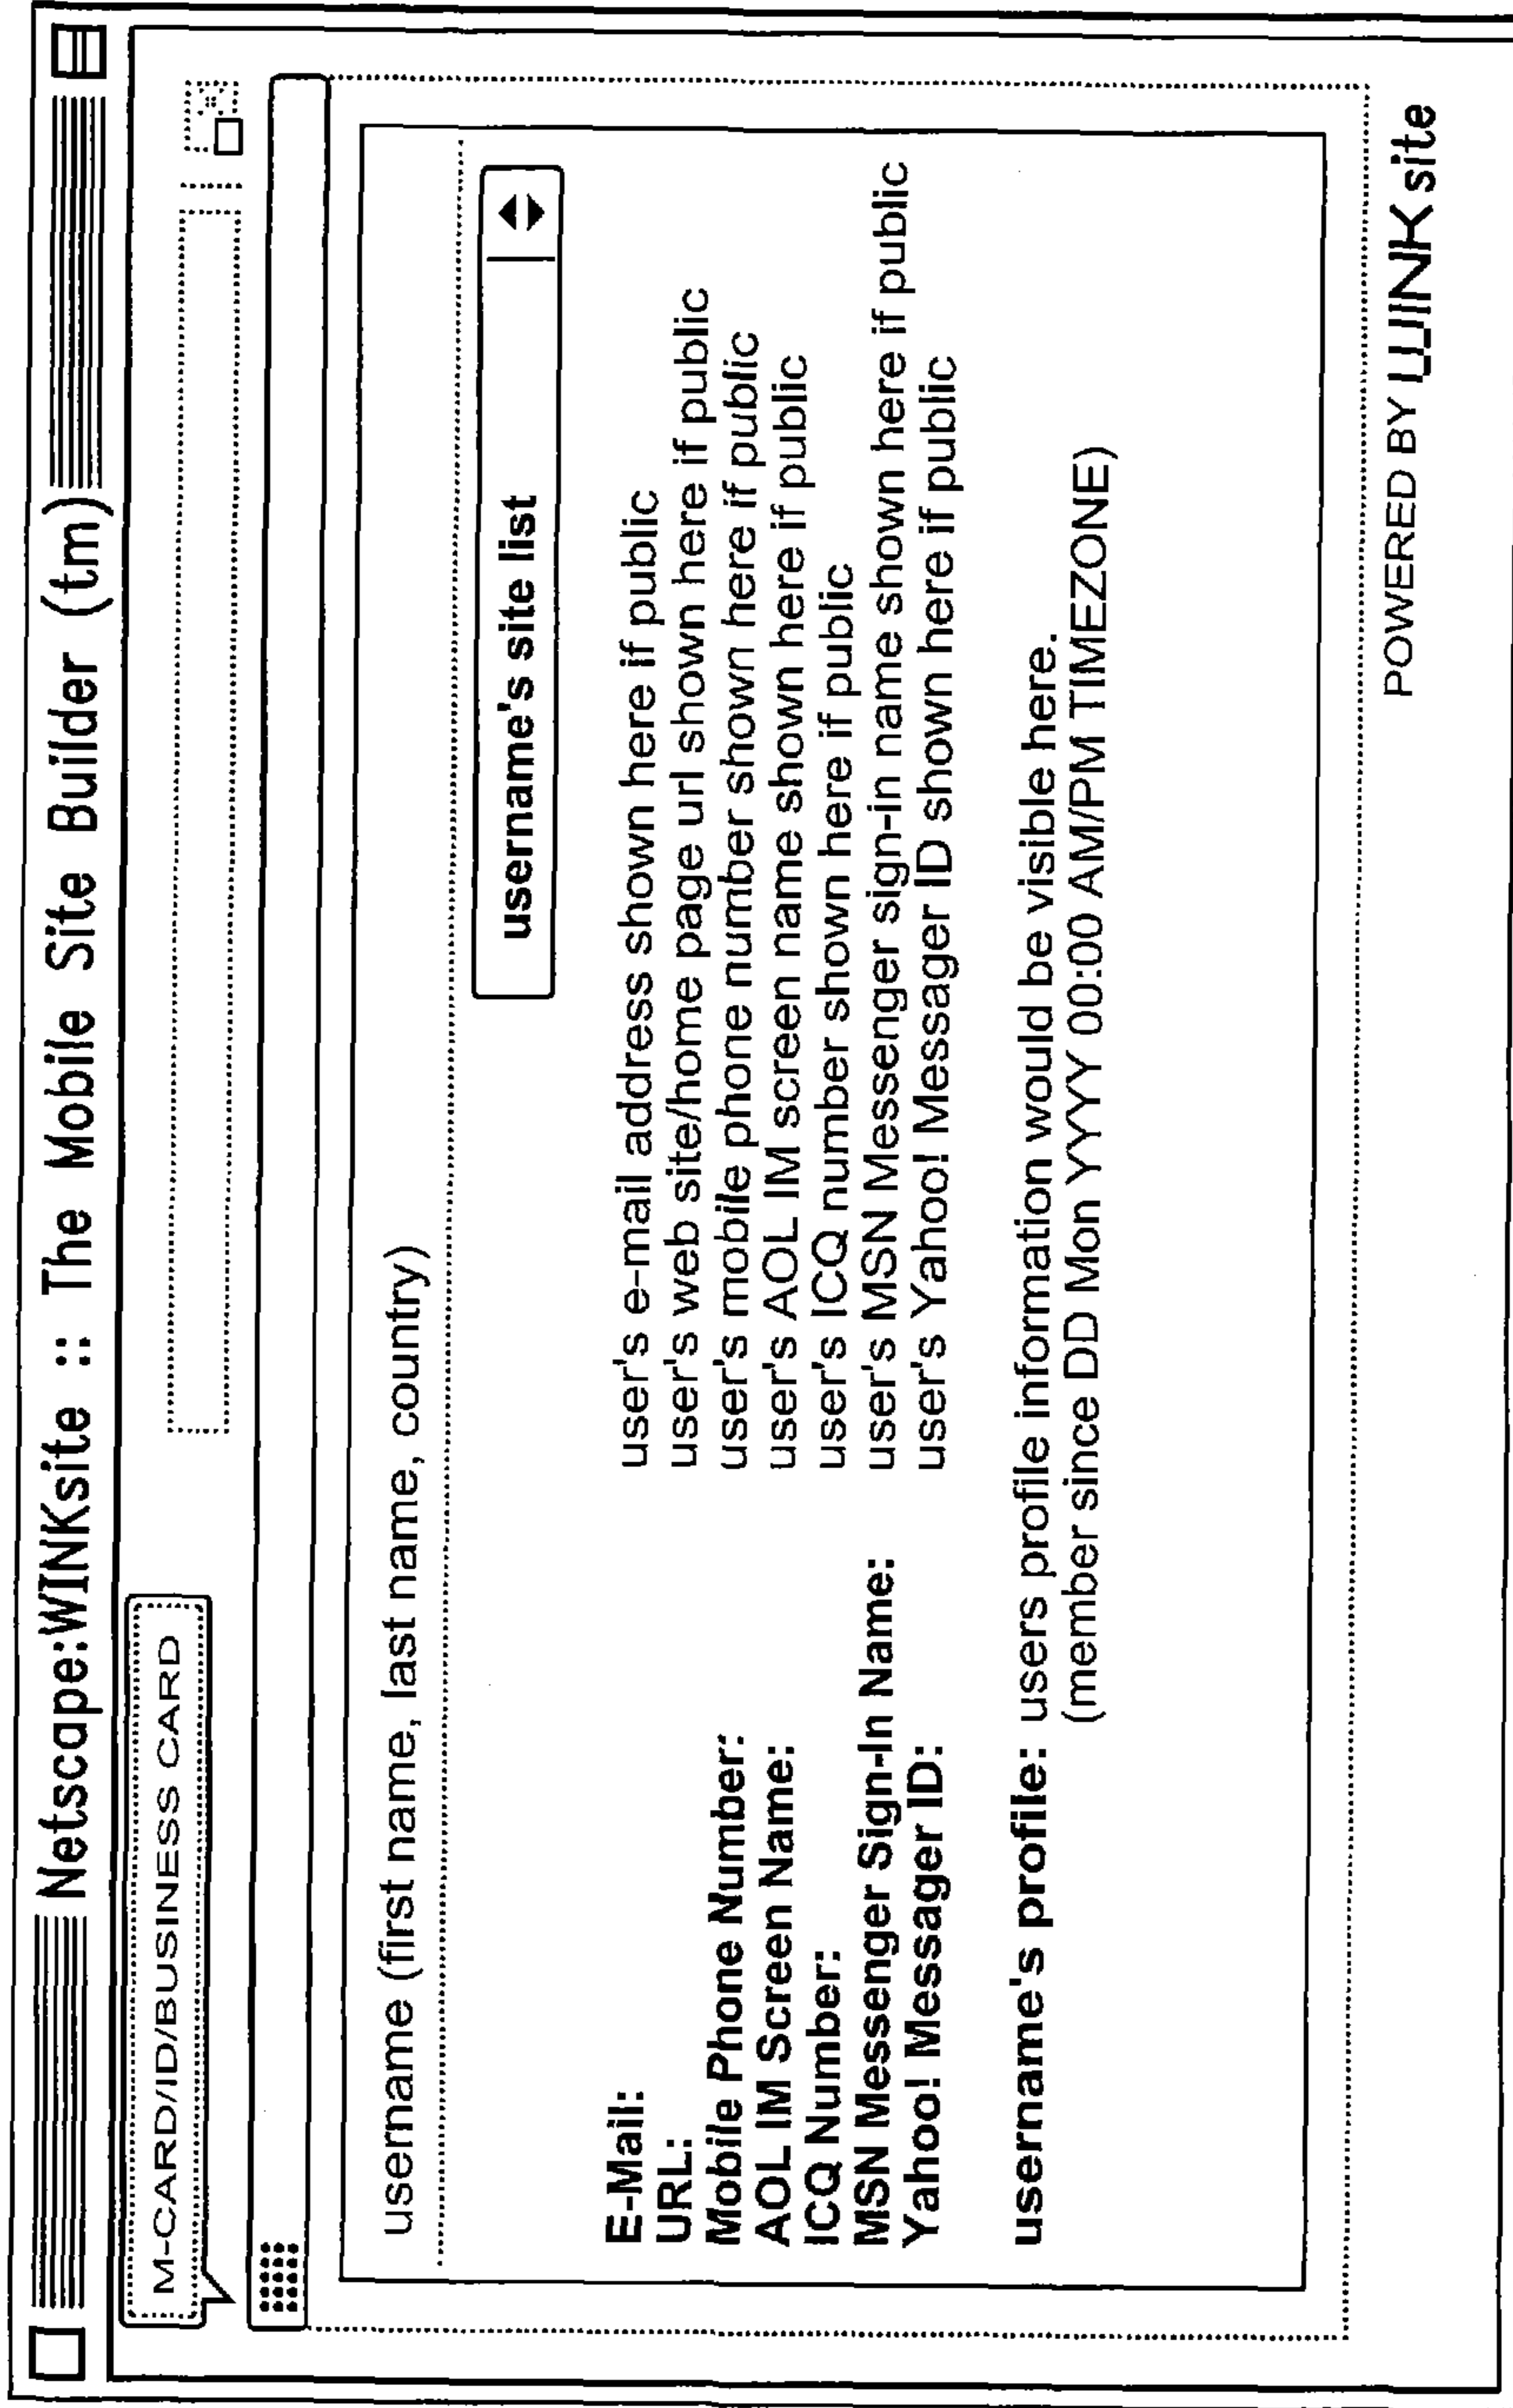 Netscape:WINKsite :: The Mobile Site Builder (tm)
M-CARD/ID/BUSINESS CARD
username (first name, last name, country)
username's site list
E-Mail: user's e-mail address shown here if public
URL: user's web site/home page url shown here if public
Mobile Phone Number: user's mobile phone number shown here if public
AOL IM Screen Name: user's AOL IM screen name shown here if public
ICQ Number: user's ICQ number shown here if public
MSN Messenger Sign-In Name: user's MSN Messenger sign-in name shown here if public
Yahoo! Messager ID: user's Yahoo! Messager ID shown here if public
username's profile: users profile information would be visible here.
(member since DD Mon YYYY 00:00 AM/PM TIMEZONE)
POWERED BY WINKsite